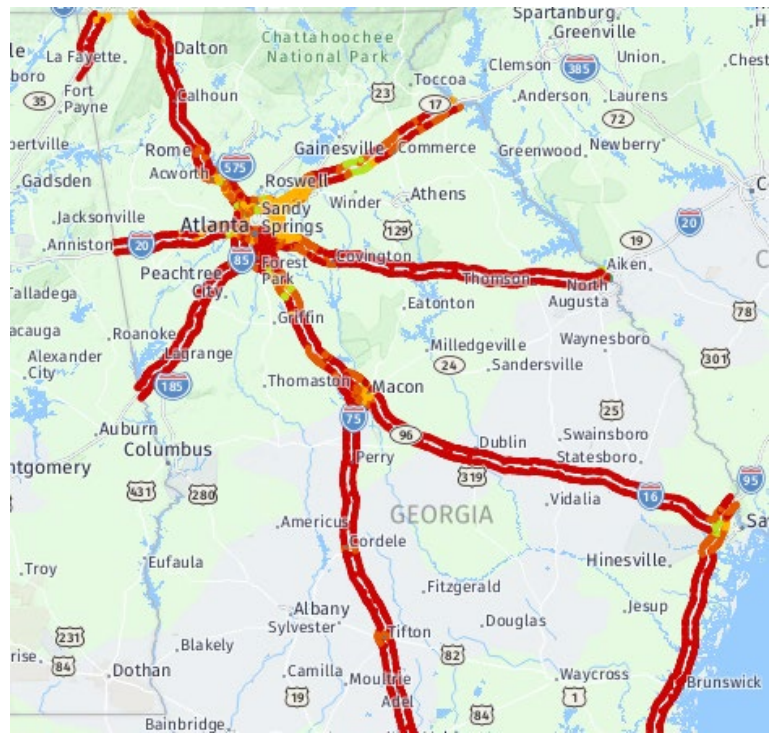 Spartanburg
Greenville
Chattahoochee
National Park
Dalton
La Fayette
Clemson
385
Union
Toccoa
Fort
Payne
35
Calhoun
23
17
Anderson
Laurens
72
Rome
Gainesville
Commerce
Greenwood
Newberry
Gadsden
Acworth
575
Roswell
Winder
Athens
Jacksonville
Atlanta
Sandy
Springs
129
20
19
Anniston
20
85
Forest
Park
Covington
Aiken
Peachtree
City
Thomson
North
Augusta
Talladega
Griffin
Eatonton
78
Roanoke
Milledgeville
Waynesboro
Alexander
City
Lagrange
24
Sandersville
301
185
Thomaston
Macon
Auburn
75
25
Columbus
96
Dublin
Swainsboro
Statesboro
Perry
319
95
431
280
16
Vidalia
GEORGIA
Americus
Cordele
Hinesville
Troy
Eufaula
Fitzgerald
Jesup
Albany
Sylvester
Douglas
231
Tifton
84
Blakely
82
Dothan
Camilla
Moultrie
Waycross
Brunswick
19
Adel
1
84
Bainbridge